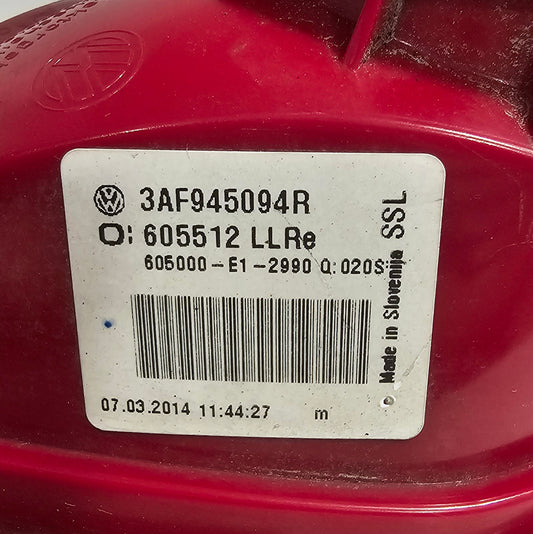 3AF945094R
O: 605512 LLRe
605000-E1-2990 Q:020S
Made in Slovenija SSL
07.03.2014 11:44:27 m